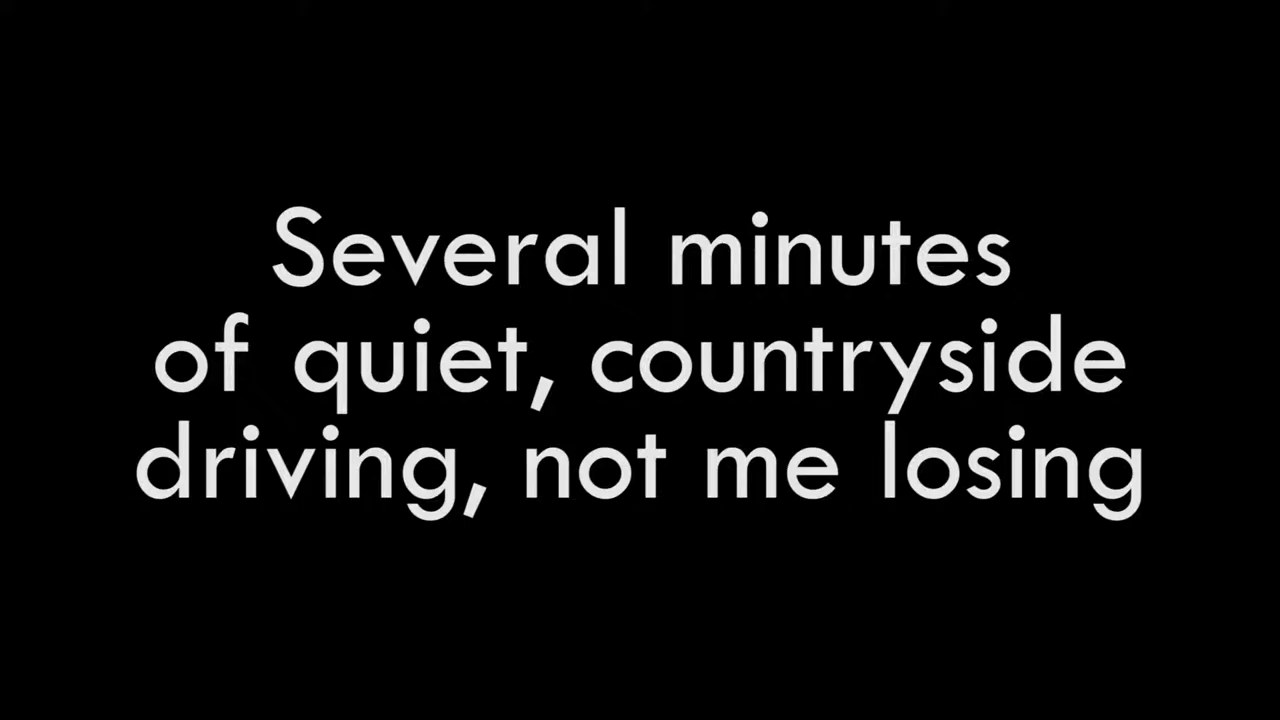 Several minutes
of quiet, countryside
driving, not me losing